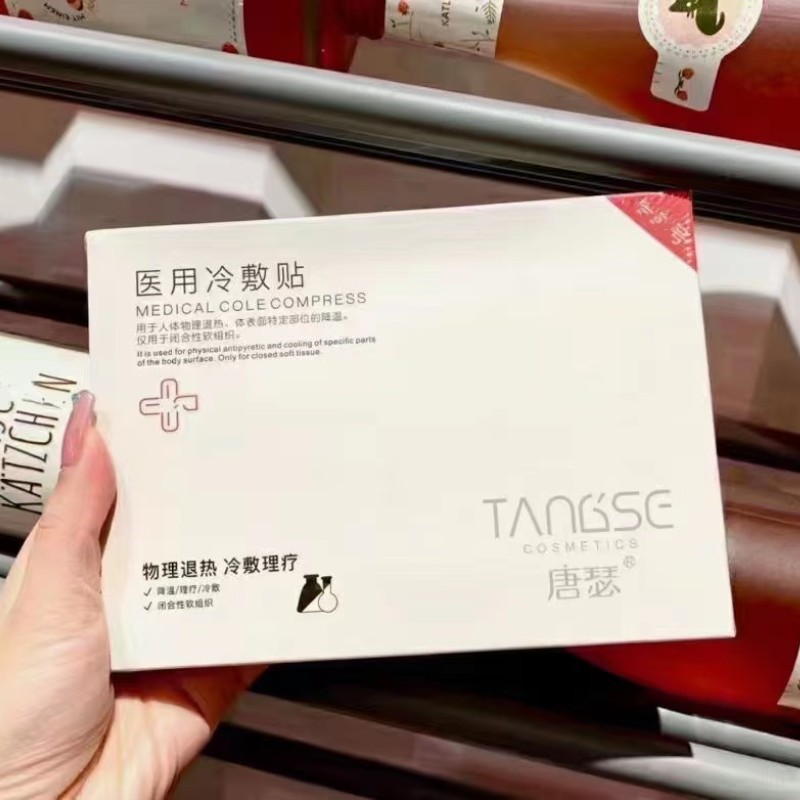 医用冷敷贴
MEDICAL COLE COMPRESS
用于人体物理退热、体表面特定部位的降温。
仅用于闭合性软组织。
It is used for physical antipyretic and cooling of specific parts
of the body surface. Only for closed soft tissue.
物理退热 冷敷理疗
✓ 降温/理疗/冷敷
✓ 闭合性软组织
TANGSE
COSMETICS
唐瑟®
KATZCHEN